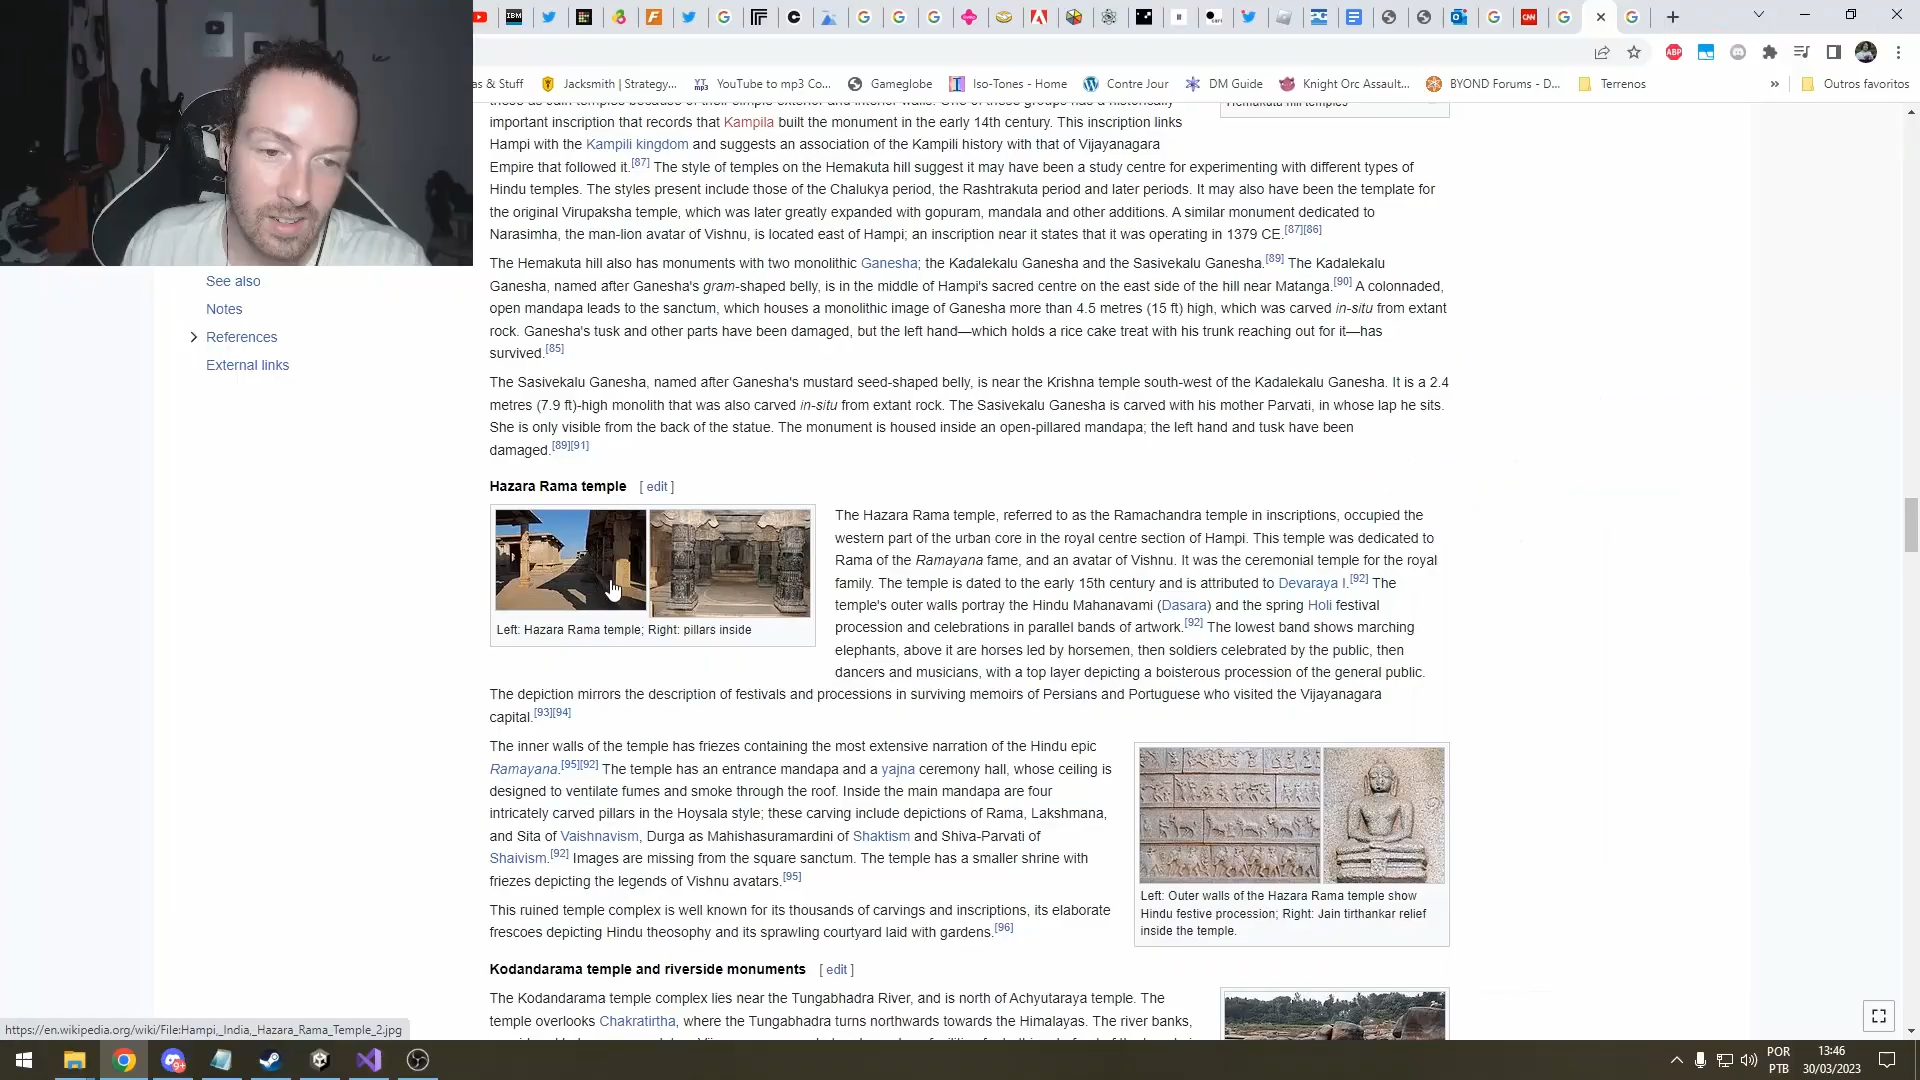 as & Stuff
Jacksmith | Strategy...
YouTube to mp3 Co...
Gameglobe
Iso-Tones - Home
Contre Jour
DM Guide
Knight Orc Assault...
BYOND Forums - D...
Terrenos
»
Outros favoritos
important inscription that records that Kampila built the monument in the early 14th century. This inscription links
Hampi with the Kampili kingdom and suggests an association of the Kampili history with that of Vijayanagara
Empire that followed it.[87] The style of temples on the Hemakuta hill suggest it may have been a study centre for experimenting with different types of
Hindu temples. The styles present include those of the Chalukya period, the Rashtrakuta period and later periods. It may also have been the template for
the original Virupaksha temple, which was later greatly expanded with gopuram, mandala and other additions. A similar monument dedicated to
Narasimha, the man-lion avatar of Vishnu, is located east of Hampi; an inscription near it states that it was operating in 1379 CE.[87][86]
See also
Notes
References
External links
The Hemakuta hill also has monuments with two monolithic Ganesha; the Kadalekalu Ganesha and the Sasivekalu Ganesha.[89] The Kadalekalu
Ganesha, named after Ganesha's gram-shaped belly, is in the middle of Hampi's sacred centre on the east side of the hill near Matanga.[90] A colonnaded,
open mandapa leads to the sanctum, which houses a monolithic image of Ganesha more than 4.5 metres (15 ft) high, which was carved in-situ from extant
rock. Ganesha's tusk and other parts have been damaged, but the left hand—which holds a rice cake treat with his trunk reaching out for it—has
survived.[85]
The Sasivekalu Ganesha, named after Ganesha's mustard seed-shaped belly, is near the Krishna temple south-west of the Kadalekalu Ganesha. It is a 2.4
metres (7.9 ft)-high monolith that was also carved in-situ from extant rock. The Sasivekalu Ganesha is carved with his mother Parvati, in whose lap he sits.
She is only visible from the back of the statue. The monument is housed inside an open-pillared mandapa; the left hand and tusk have been
damaged.[89][91]
Hazara Rama temple [ edit ]
Left: Hazara Rama temple; Right: pillars inside
The Hazara Rama temple, referred to as the Ramachandra temple in inscriptions, occupied the
western part of the urban core in the royal centre section of Hampi. This temple was dedicated to
Rama of the Ramayana fame, and an avatar of Vishnu. It was the ceremonial temple for the royal
family. The temple is dated to the early 15th century and is attributed to Devaraya I.[92] The
temple's outer walls portray the Hindu Mahanavami (Dasara) and the spring Holi festival
procession and celebrations in parallel bands of artwork.[92] The lowest band shows marching
elephants, above it are horses led by horsemen, then soldiers celebrated by the public, then
dancers and musicians, with a top layer depicting a boisterous procession of the general public.
The depiction mirrors the description of festivals and processions in surviving memoirs of Persians and Portuguese who visited the Vijayanagara
capital.[93][94]
The inner walls of the temple has friezes containing the most extensive narration of the Hindu epic
Ramayana.[95][92] The temple has an entrance mandapa and a yajna ceremony hall, whose ceiling is
designed to ventilate fumes and smoke through the roof. Inside the main mandapa are four
intricately carved pillars in the Hoysala style; these carving include depictions of Rama, Lakshmana,
and Sita of Vaishnavism, Durga as Mahishasuramardini of Shaktism and Shiva-Parvati of
Shaivism.[92] Images are missing from the square sanctum. The temple has a smaller shrine with
friezes depicting the legends of Vishnu avatars.[95]
Left: Outer walls of the Hazara Rama temple show
Hindu festive procession; Right: Jain tirthankar relief
inside the temple.
This ruined temple complex is well known for its thousands of carvings and inscriptions, its elaborate
frescoes depicting Hindu theosophy and its sprawling courtyard laid with gardens.[96]
Kodandarama temple and riverside monuments [ edit ]
The Kodandarama temple complex lies near the Tungabhadra River, and is north of Achyutaraya temple. The
temple overlooks Chakratirtha, where the Tungabhadra turns northwards towards the Himalayas. The river banks,
https://en.wikipedia.org/wiki/File:Hampi,_India,_Hazara_Rama_Temple_2.jpg
POR
PTB
13:46
30/03/2023